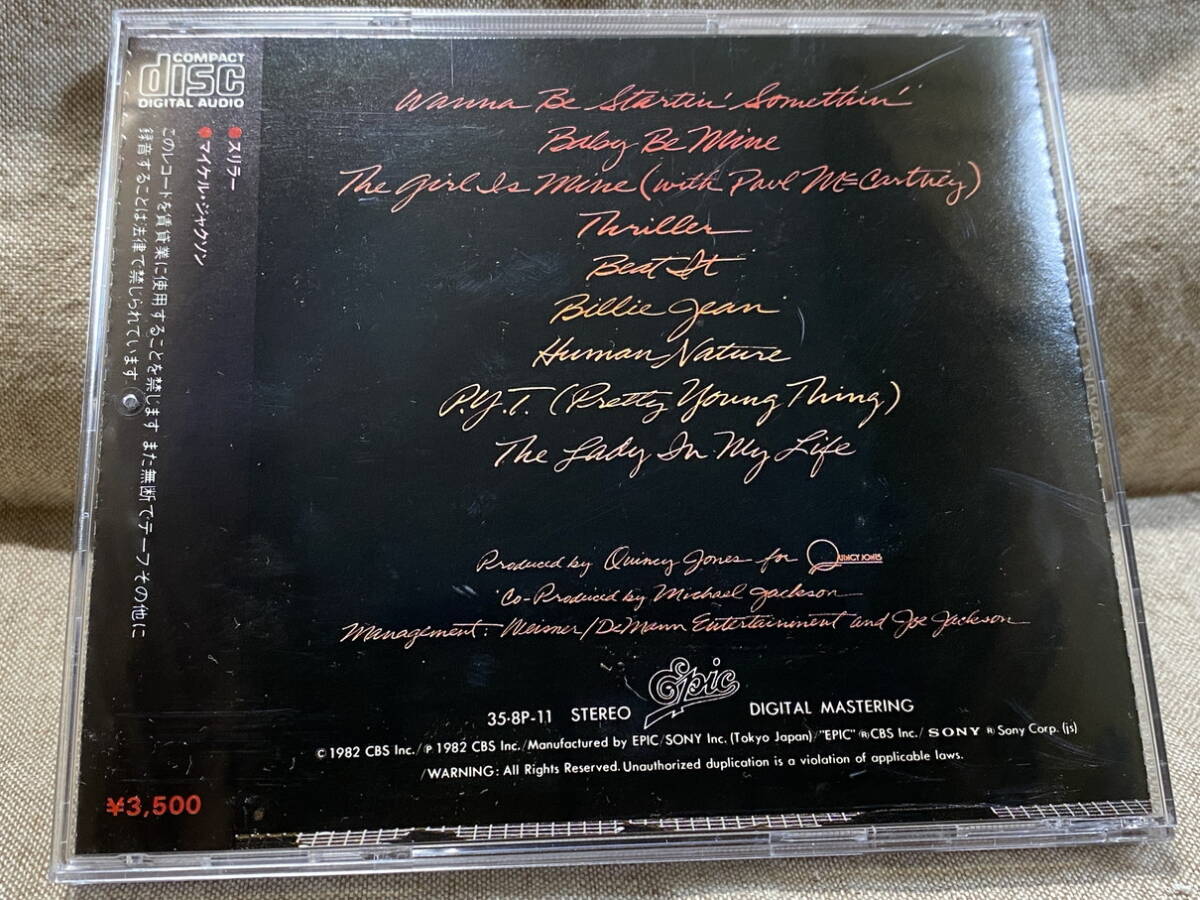 COMPACT
disc
DIGITAL AUDIO
●スリラー
●マイケル・ジャクソン
このレコードを賃貸業に使用することを禁じます また無断でテープその他に
録音することは法律で禁じられています
¥3,500
Wanna Be Startin' Somethin'
Baby Be Mine
The Girl Is Mine (with Paul McCartney)
Thriller
Beat It
Billie Jean
Human Nature
P.Y.T. (Pretty Young Thing)
The Lady In My Life
Produced by Quincy Jones for QUINCY JONES
Co-Produced by Michael Jackson
Management: Weisner/DeMann Entertainment and Joe Jackson
Epic
35·8P-11 STEREO DIGITAL MASTERING
© 1982 CBS Inc./℗ 1982 CBS Inc./Manufactured by EPIC/SONY Inc. (Tokyo Japan)/"EPIC" ® CBS Inc./ SONY ® Sony Corp. (js)
/WARNING: All Rights Reserved. Unauthorized duplication is a violation of applicable laws.